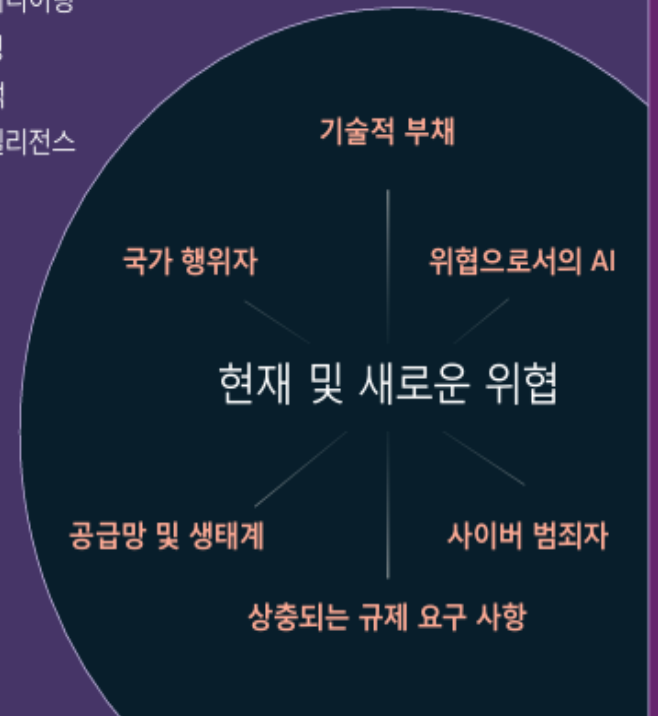 기술적 부채
국가 행위자
위협으로서의 AI
현재 및 새로운 위협
공급망 및 생태계
사이버 범죄자
상충되는 규제 요구 사항